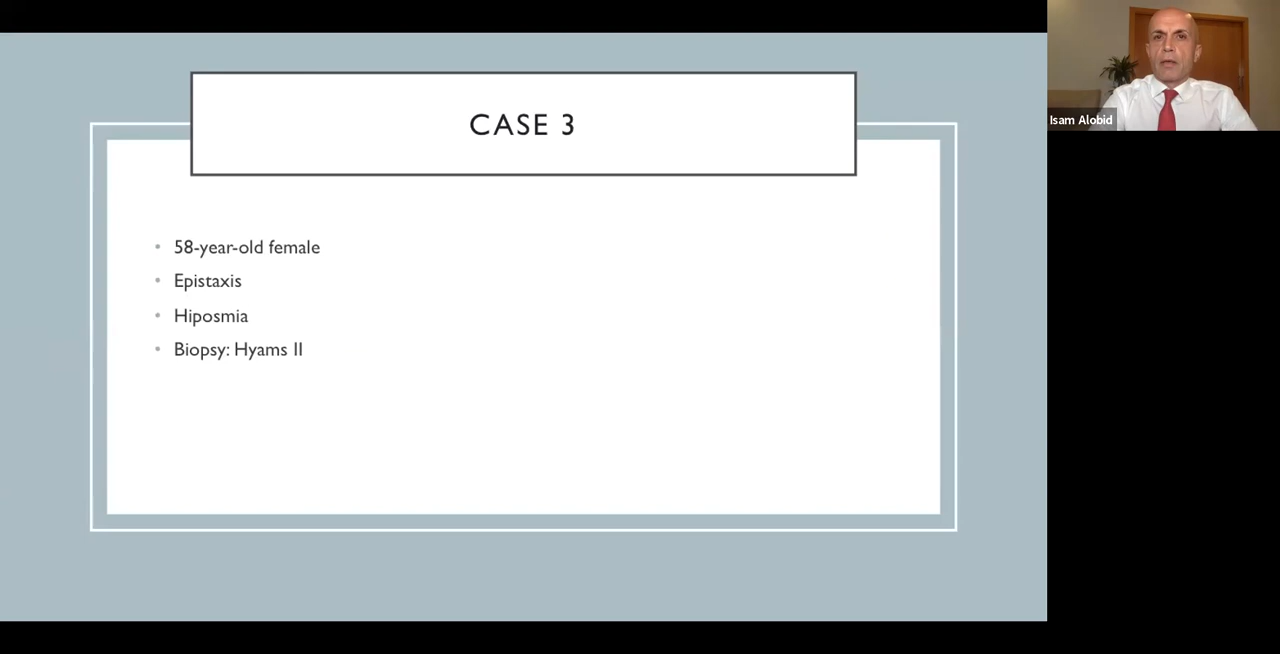 CASE 3
• 58-year-old female
• Epistaxis
• Hiposmia
• Biopsy: Hyams II
Isam Alobid